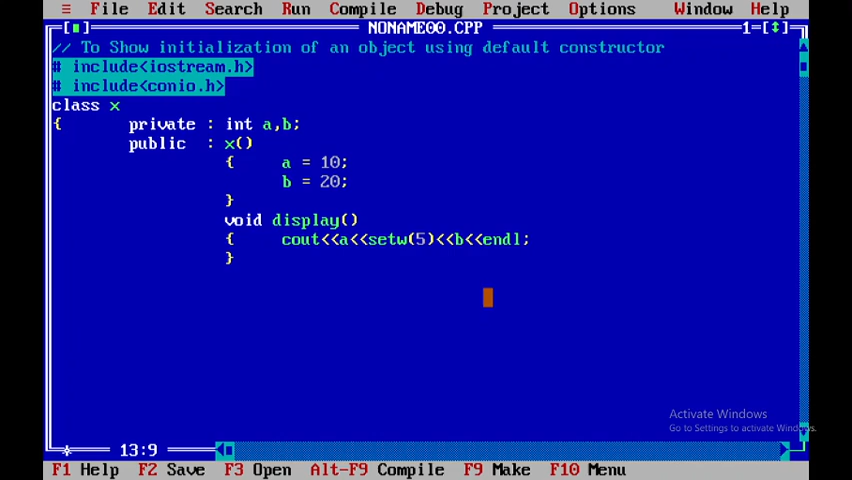 ≡ File Edit Search Run Compile Debug Project Options Window Help
[■] NONAME00.CPP 1=[↕]
// To Show initialization of an object using default constructor
# include<iostream.h>
# include<conio.h>
class x
{ private : int a,b;
public : x()
{ a = 10;
b = 20;
}
void display()
{ cout<<a<<setw(5)<<b<<endl;
}
Activate Windows
Go to Settings to activate Windows.
13:9
F1 Help F2 Save F3 Open Alt-F9 Compile F9 Make F10 Menu